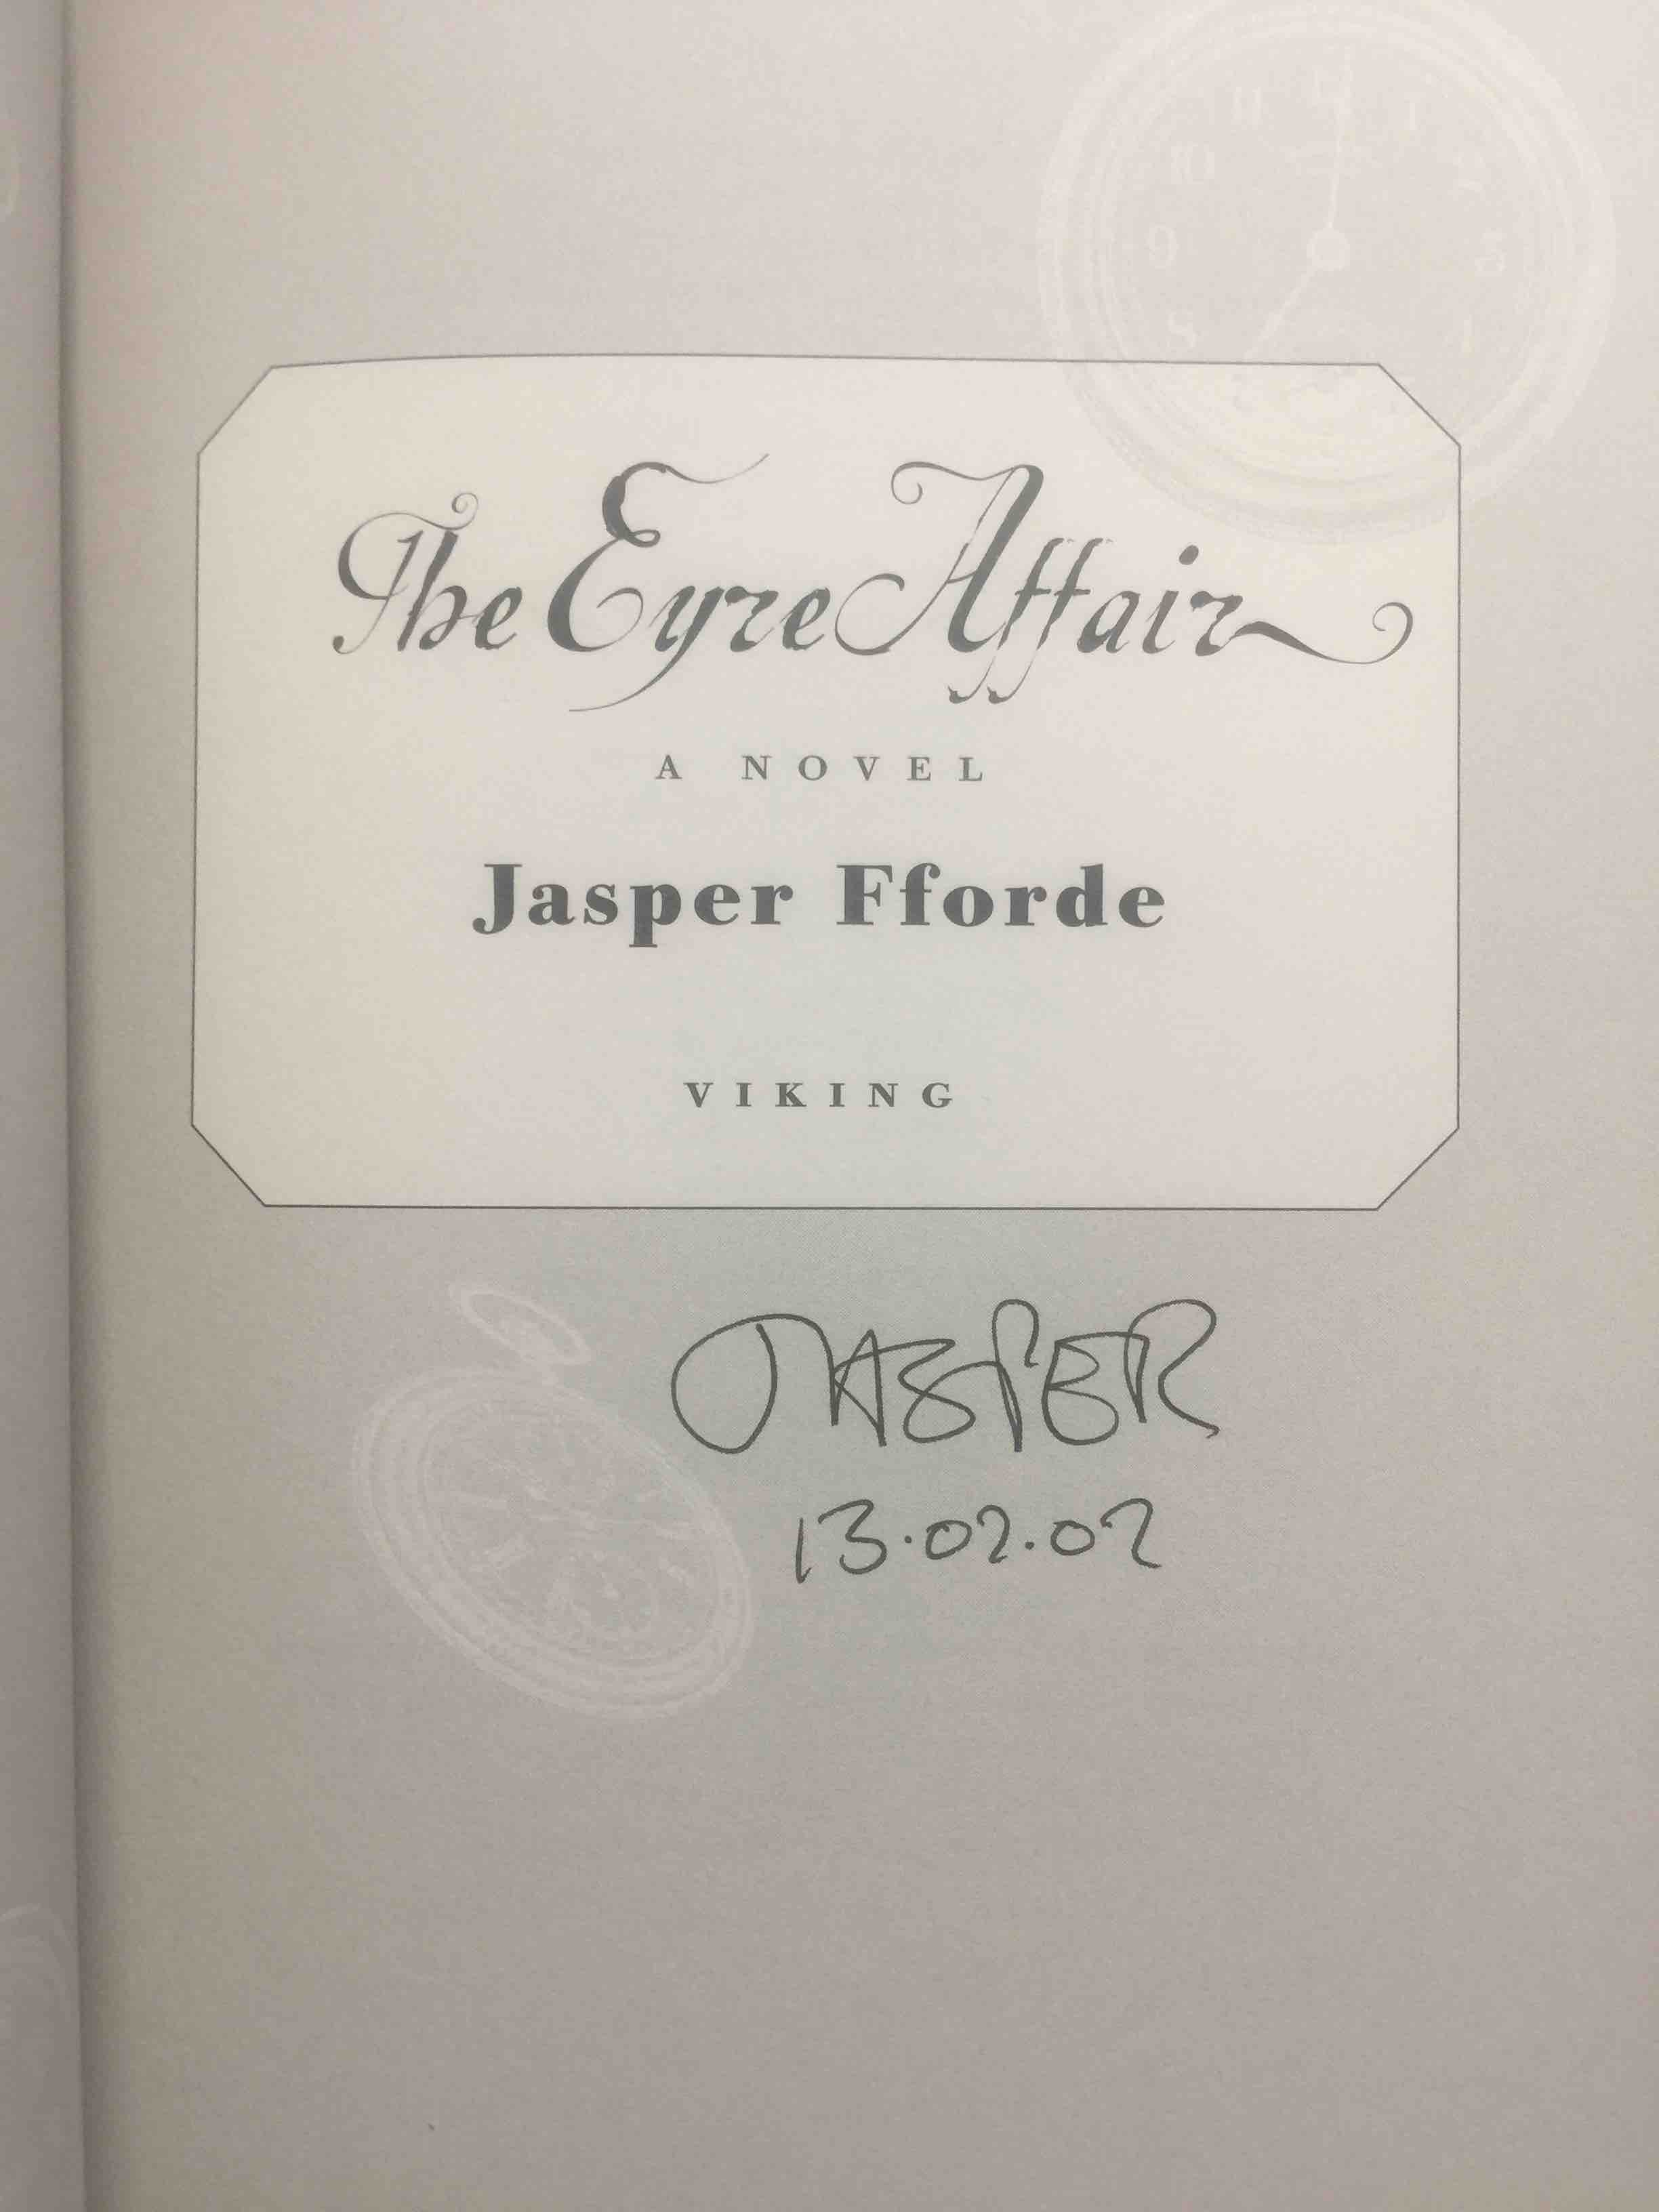 The Eyre Affair
A NOVEL
Jasper Fforde
VIKING
JASPER
13.02.02